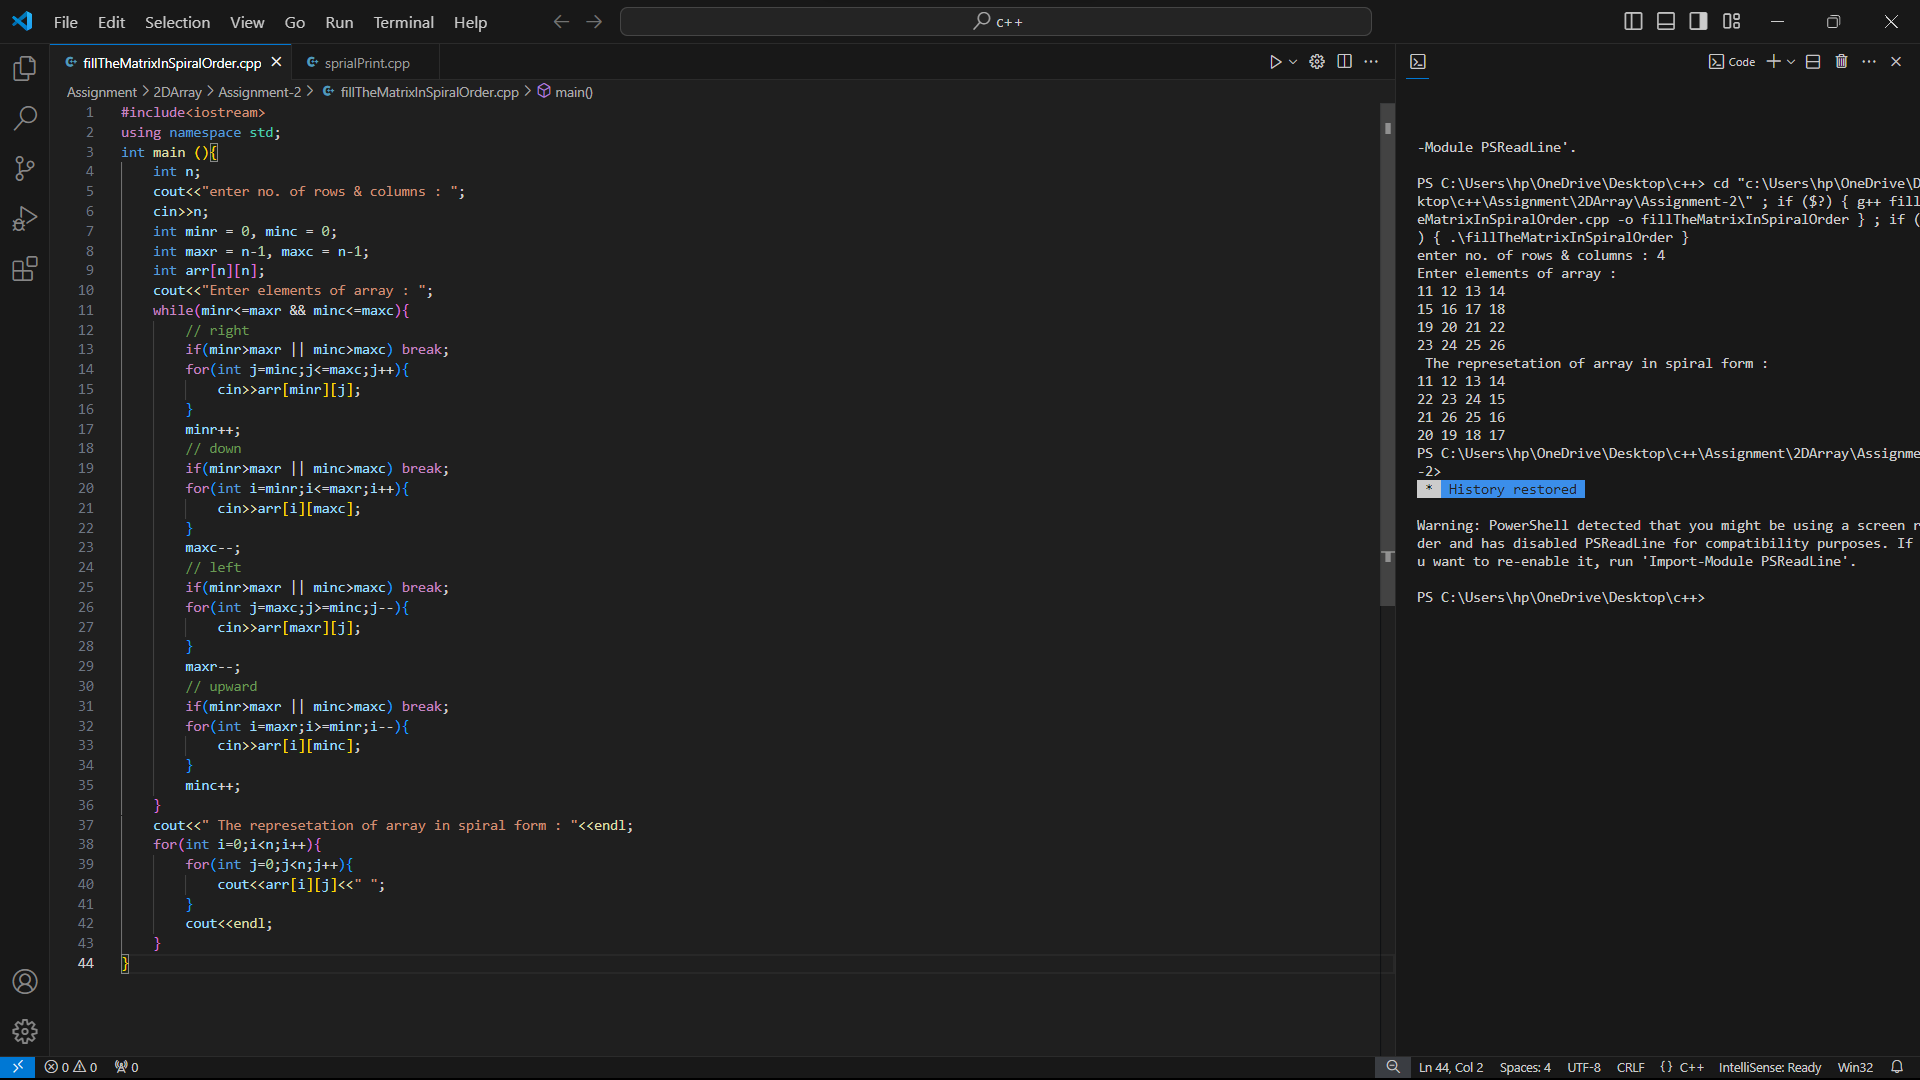 File Edit Selection View Go Run Terminal Help
c++
fillTheMatrixInSpiralOrder.cpp
sprialPrint.cpp
Assignment > 2DArray > Assignment-2 > fillTheMatrixInSpiralOrder.cpp > main()
1 #include<iostream>
2 using namespace std;
3 int main (){
4 int n;
5 cout<<"enter no. of rows & columns : ";
6 cin>>n;
7 int minr = 0, minc = 0;
8 int maxr = n-1, maxc = n-1;
9 int arr[n][n];
10 cout<<"Enter elements of array : ";
11 while(minr<=maxr && minc<=maxc){
12 // right
13 if(minr>maxr || minc>maxc) break;
14 for(int j=minc;j<=maxc;j++){
15 cin>>arr[minr][j];
16 }
17 minr++;
18 // down
19 if(minr>maxr || minc>maxc) break;
20 for(int i=minr;i<=maxr;i++){
21 cin>>arr[i][maxc];
22 }
23 maxc--;
24 // left
25 if(minr>maxr || minc>maxc) break;
26 for(int j=maxc;j>=minc;j--){
27 cin>>arr[maxr][j];
28 }
29 maxr--;
30 // upward
31 if(minr>maxr || minc>maxc) break;
32 for(int i=maxr;i>=minr;i--){
33 cin>>arr[i][minc];
34 }
35 minc++;
36 }
37 cout<<" The represetation of array in spiral form : "<<endl;
38 for(int i=0;i<n;i++){
39 for(int j=0;j<n;j++){
40 cout<<arr[i][j]<<" ";
41 }
42 cout<<endl;
43 }
44 }
Code
-Module PSReadLine'.
PS C:\Users\hp\OneDrive\Desktop\c++> cd "c:\Users\hp\OneDrive\D
ktop\c++\Assignment\2DArray\Assignment-2\" ; if ($?) { g++ fill
eMatrixInSpiralOrder.cpp -o fillTheMatrixInSpiralOrder } ; if (
) { .\fillTheMatrixInSpiralOrder }
enter no. of rows & columns : 4
Enter elements of array :
11 12 13 14
15 16 17 18
19 20 21 22
23 24 25 26
The represetation of array in spiral form :
11 12 13 14
22 23 24 15
21 26 25 16
20 19 18 17
PS C:\Users\hp\OneDrive\Desktop\c++\Assignment\2DArray\Assignme
-2>
* History restored
Warning: PowerShell detected that you might be using a screen r
der and has disabled PSReadLine for compatibility purposes. If
u want to re-enable it, run 'Import-Module PSReadLine'.
PS C:\Users\hp\OneDrive\Desktop\c++>
0 0 0
Ln 44, Col 2 Spaces: 4 UTF-8 CRLF {} C++ IntelliSense: Ready Win32